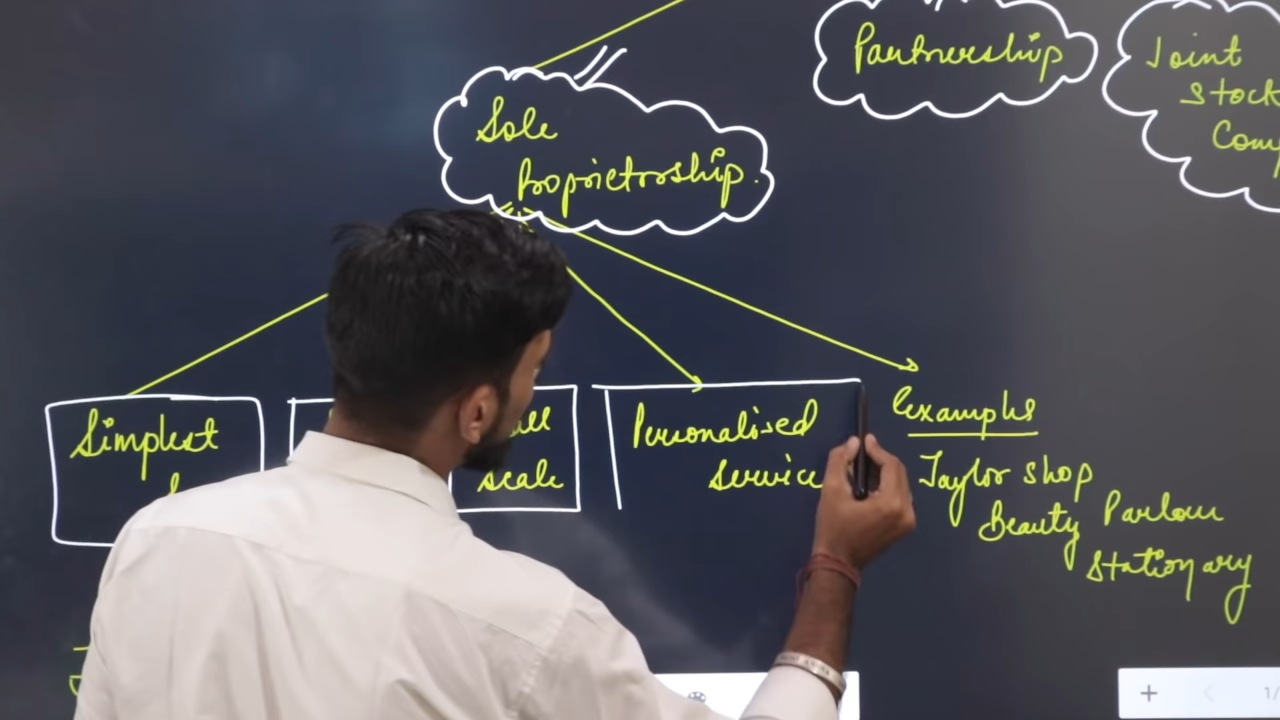 Partnership
Joint
Stock
Sole
Proprietorship.
Simplest
scale
Personalised
service
Examples
Taylor shop
Beauty Parlour
Stationary